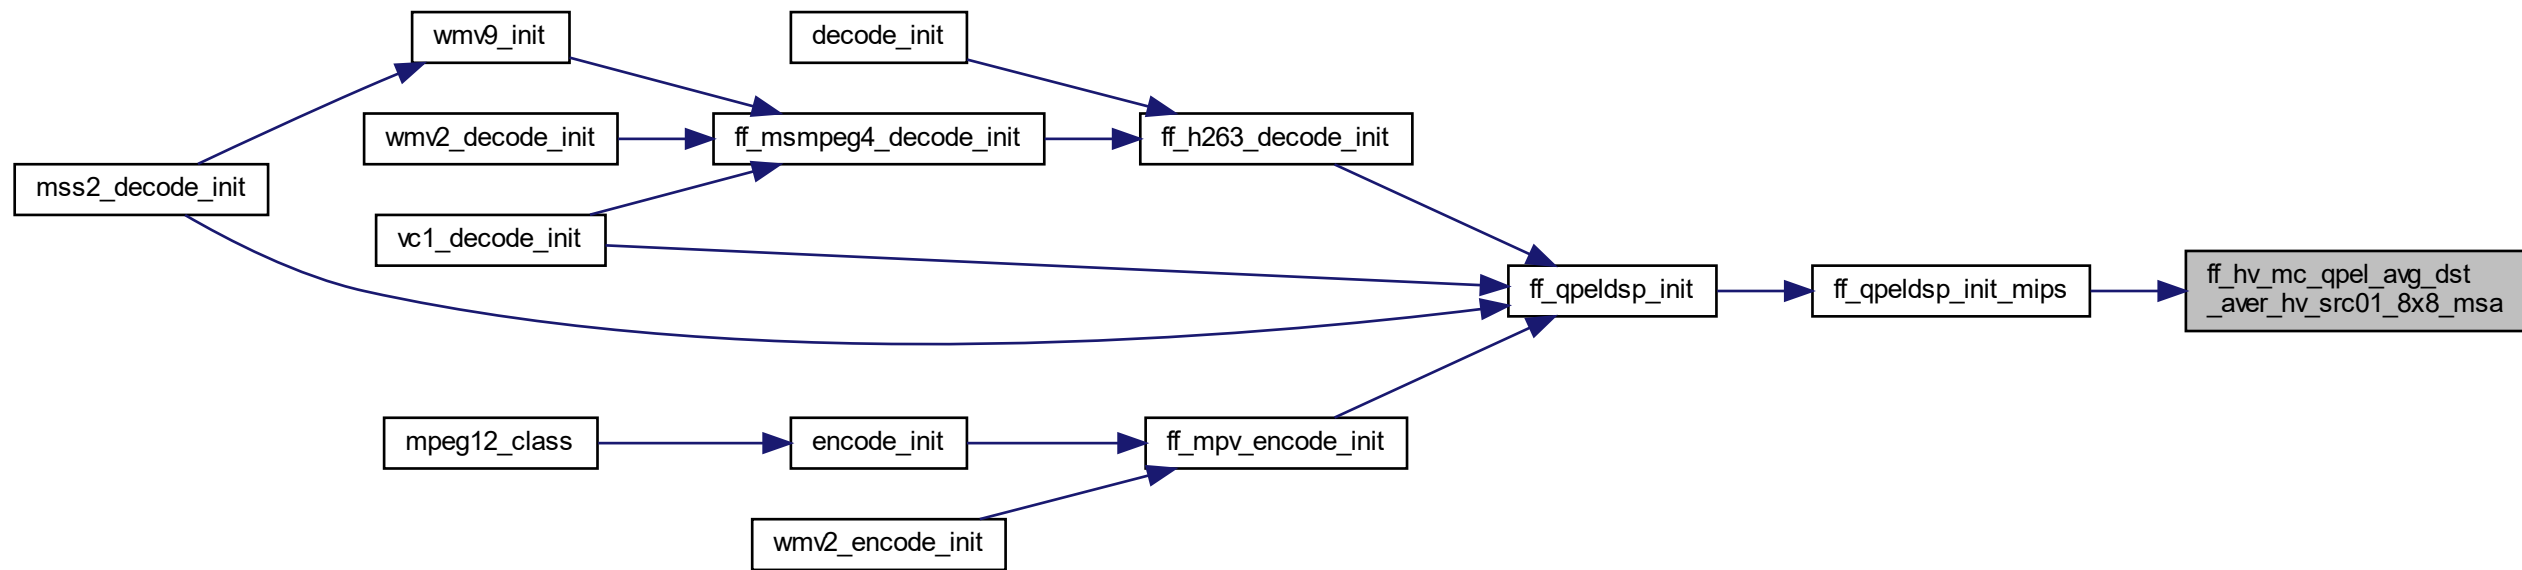 wmv9_init
decode_init
wmv2_decode_init
ff_msmpeg4_decode_init
ff_h263_decode_init
mss2_decode_init
vc1_decode_init
ff_qpeldsp_init
ff_qpeldsp_init_mips
ff_hv_mc_qpel_avg_dst
_aver_hv_src01_8x8_msa
mpeg12_class
encode_init
ff_mpv_encode_init
wmv2_encode_init